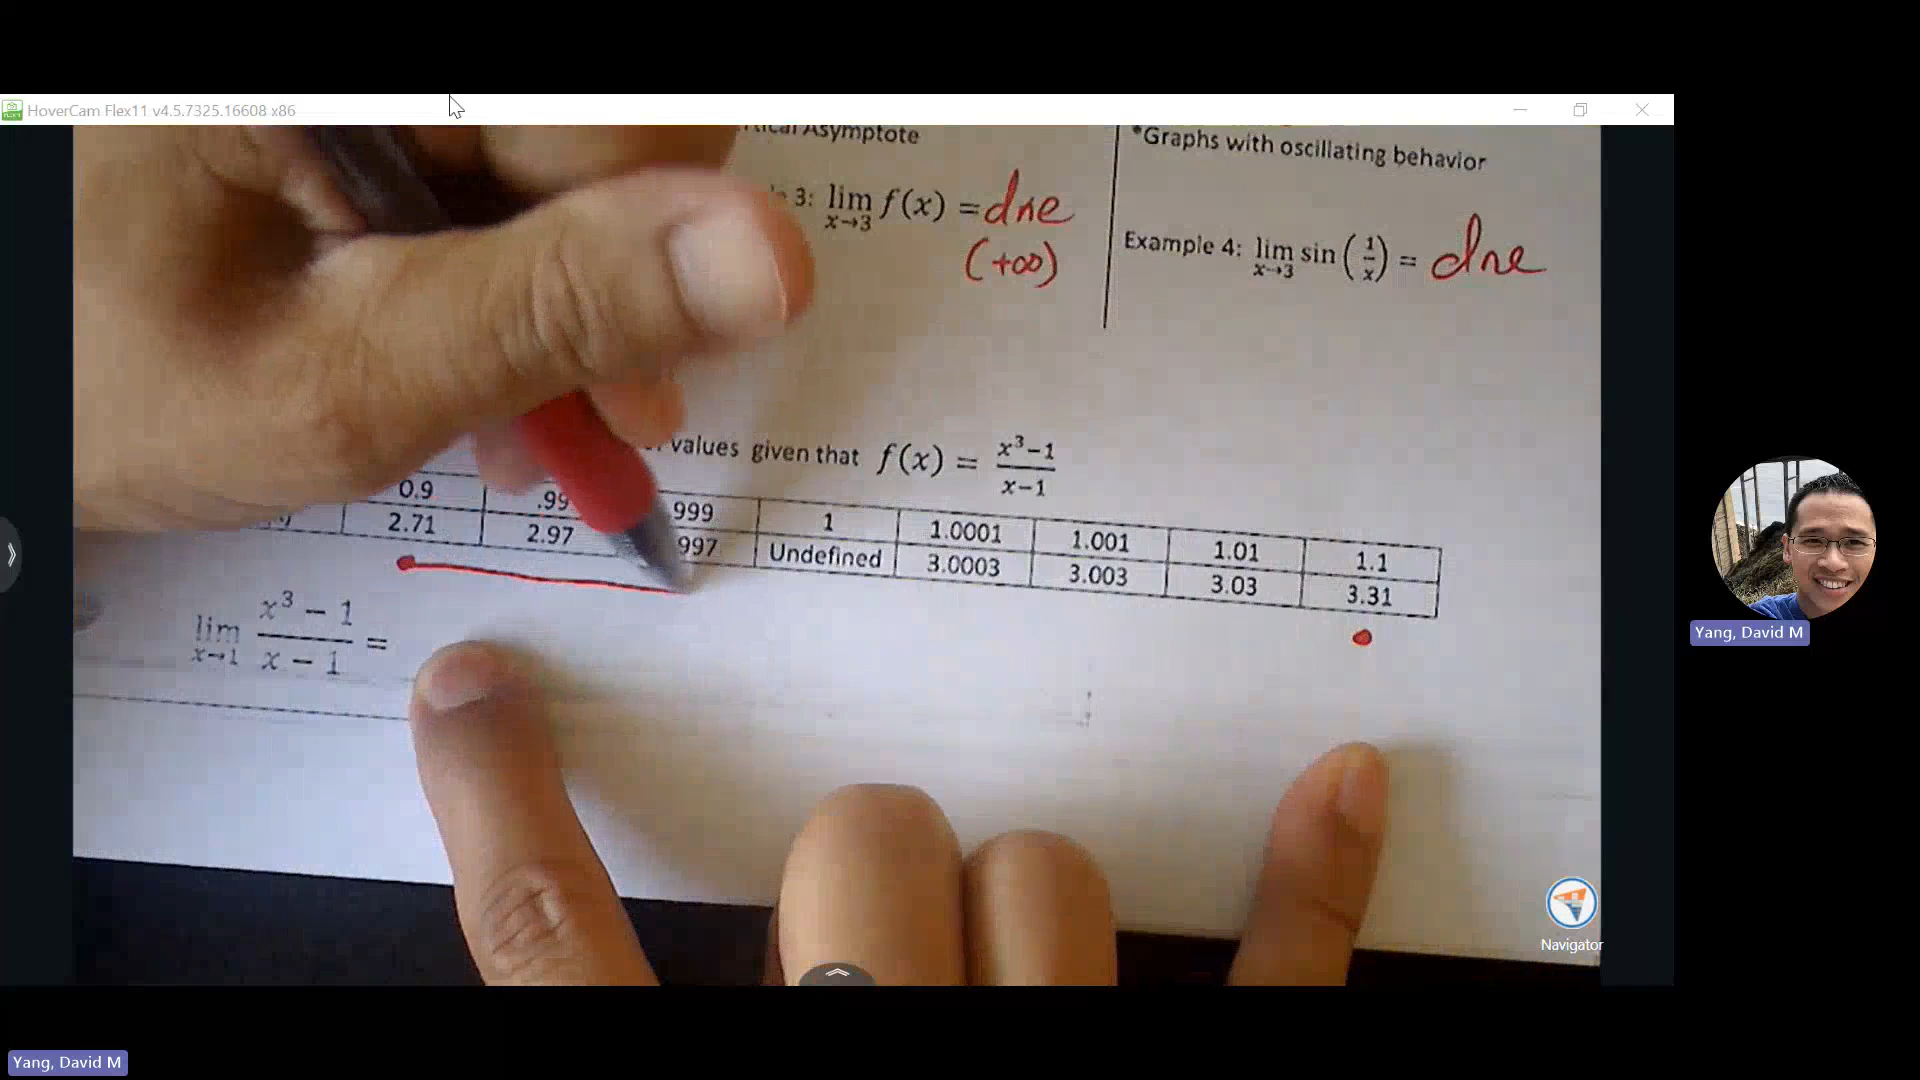 HoverCam Flex11 v4.5.7325.16608 x86
Asymptote
*Graphs with oscillating behavior
3: lim x→3 f(x) = dne
(+∞)
Example 4: lim x→3 sin (1/x) = dne
values given that f(x) = x³−1 / x−1
0.9 .99 999 1 1.0001 1.001 1.01 1.1
2.71 2.97 997 Undefined 3.0003 3.003 3.03 3.31
lim x→1 x³ − 1 / x − 1 =
Navigator
Yang, David M
Yang, David M